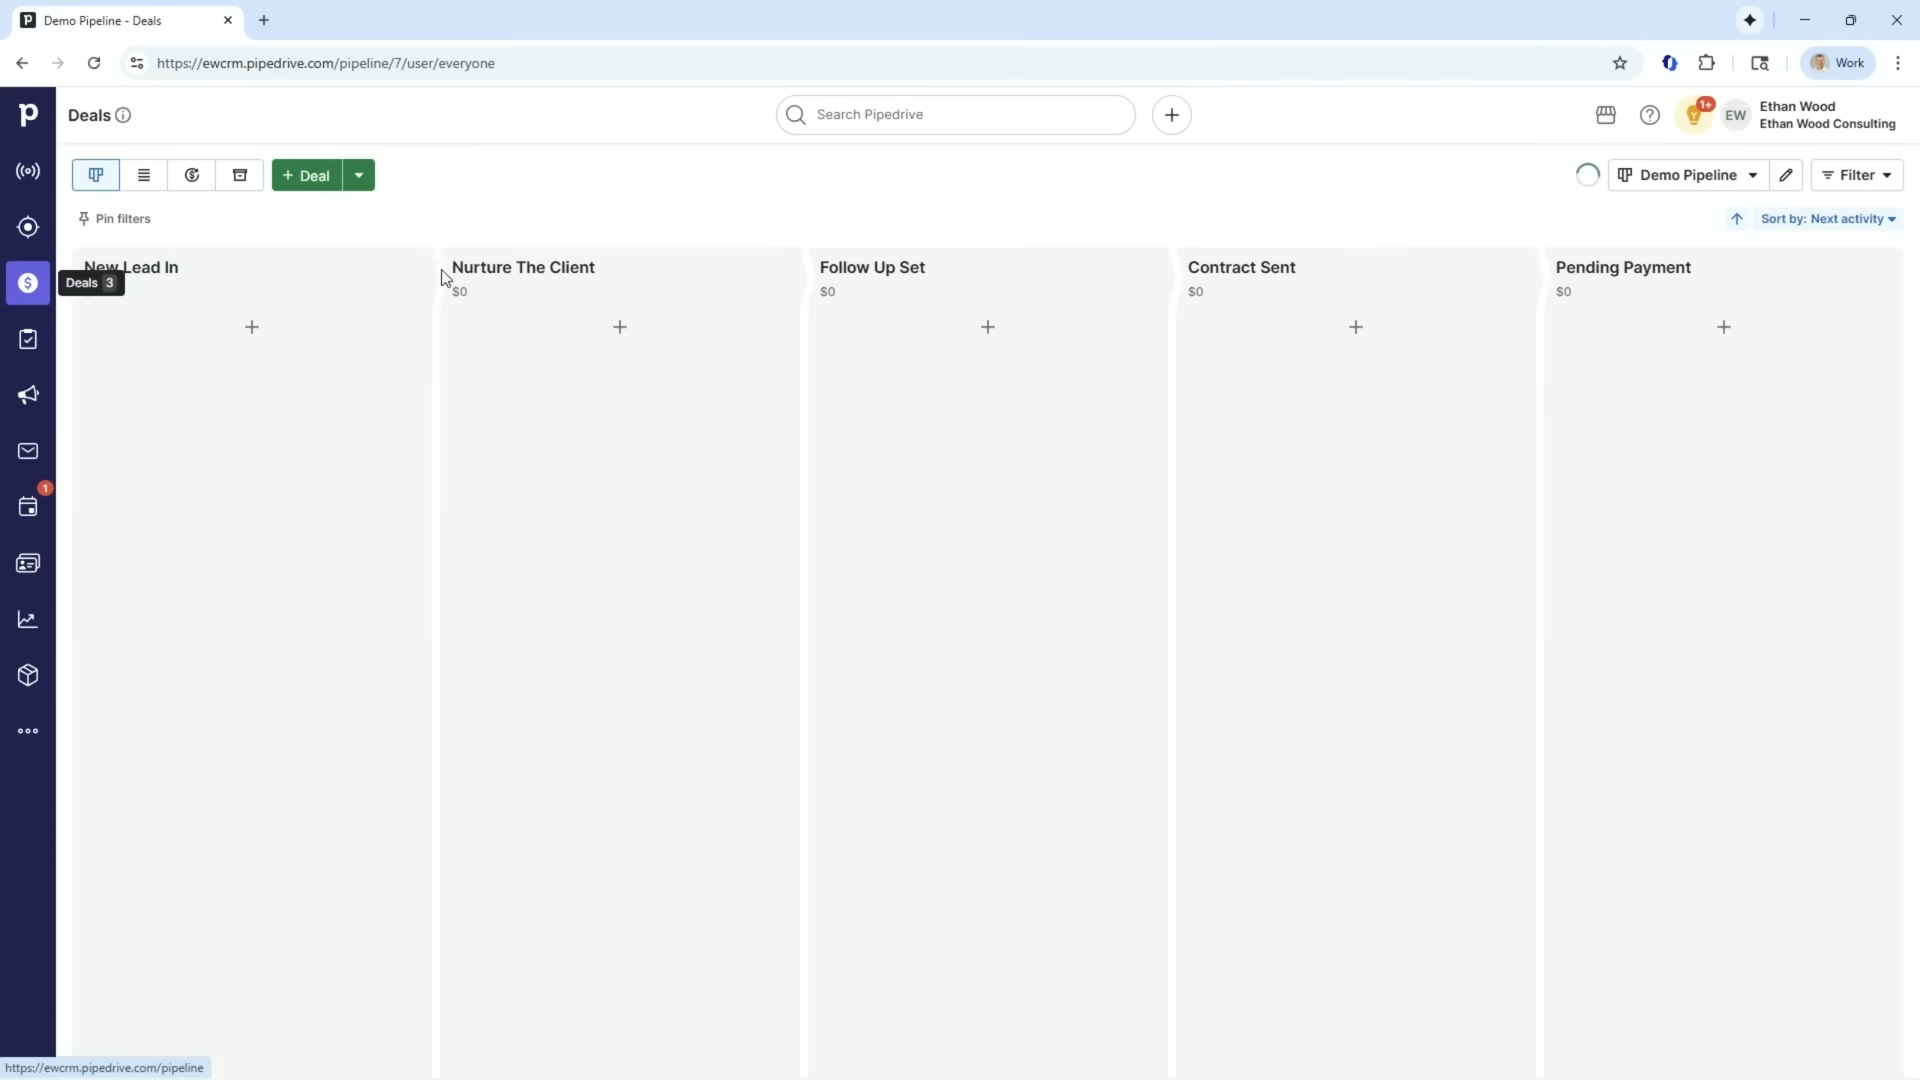 Demo Pipeline - Deals
https://ewcrm.pipedrive.com/pipeline/7/user/everyone
Work
p
Deals
Search Pipedrive
1+
EW
Ethan Wood
Ethan Wood Consulting
+ Deal
Demo Pipeline
Filter
Pin filters
Sort by: Next activity
New Lead In
Nurture The Client
Follow Up Set
Contract Sent
Pending Payment
Deals 3
$0
$0
$0
$0
1
https://ewcrm.pipedrive.com/pipeline